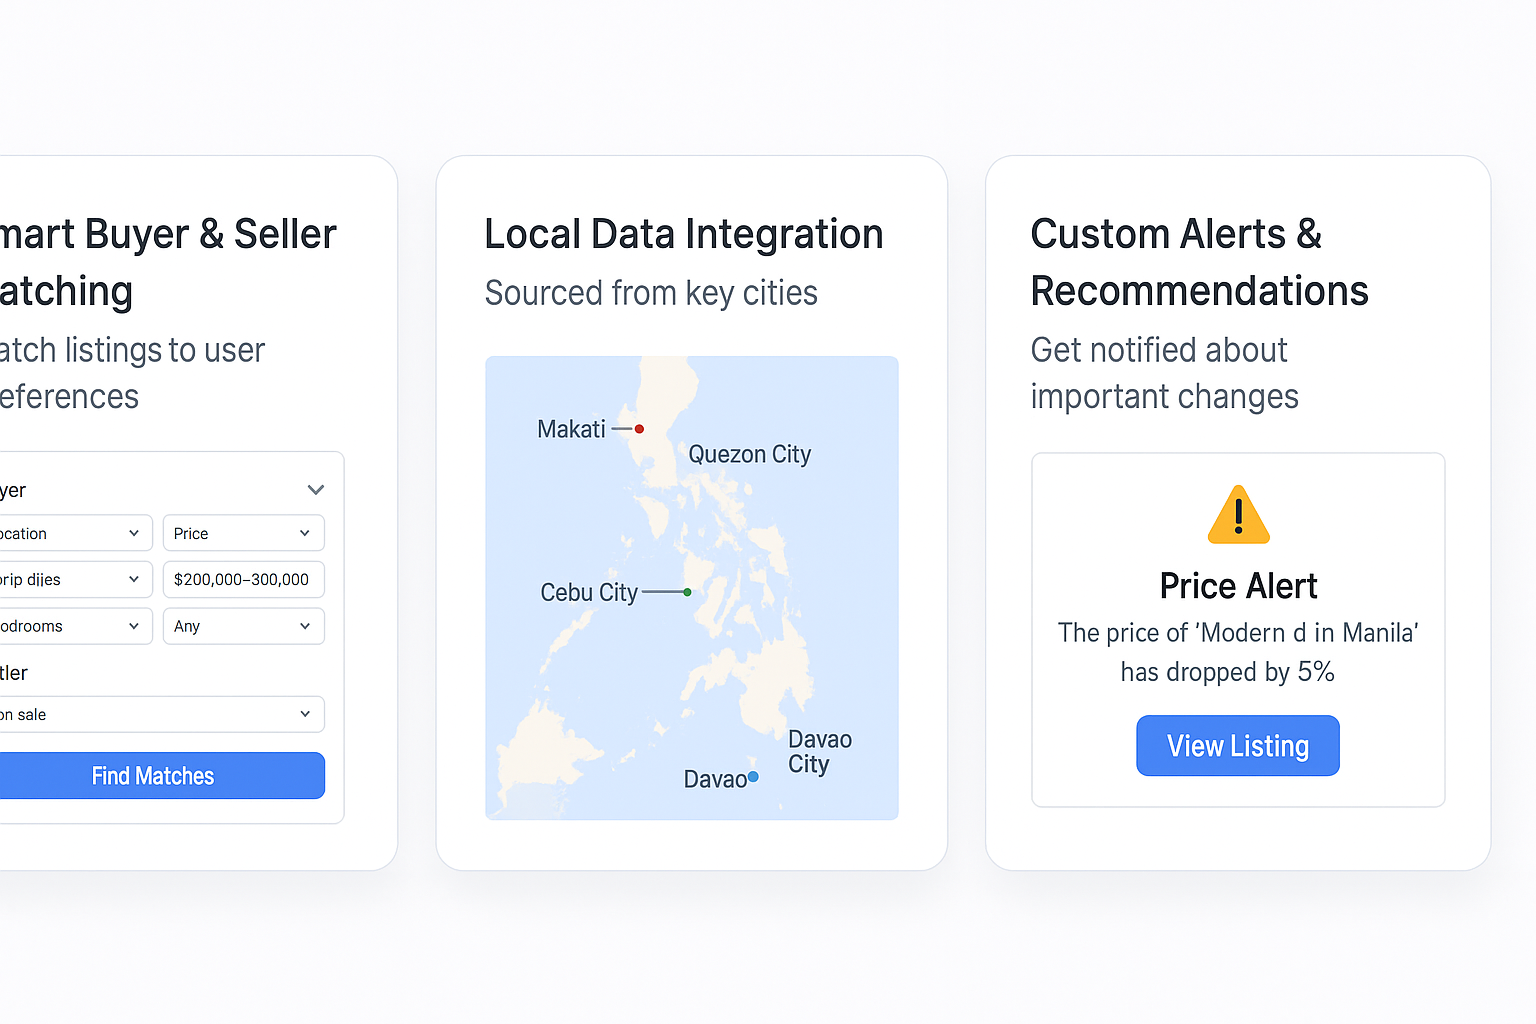 mart Buyer & Seller
atching
atch listings to user
eferences
yer
ocation
Price
orip dijes
$200,000–300,000
odrooms
Any
tler
on sale
Find Matches
Local Data Integration
Sourced from key cities
Makati
Quezon City
Cebu City
Davao
City
Davao
Custom Alerts &
Recommendations
Get notified about
important changes
!
Price Alert
The price of ‘Modern d in Manila’
has dropped by 5%
View Listing